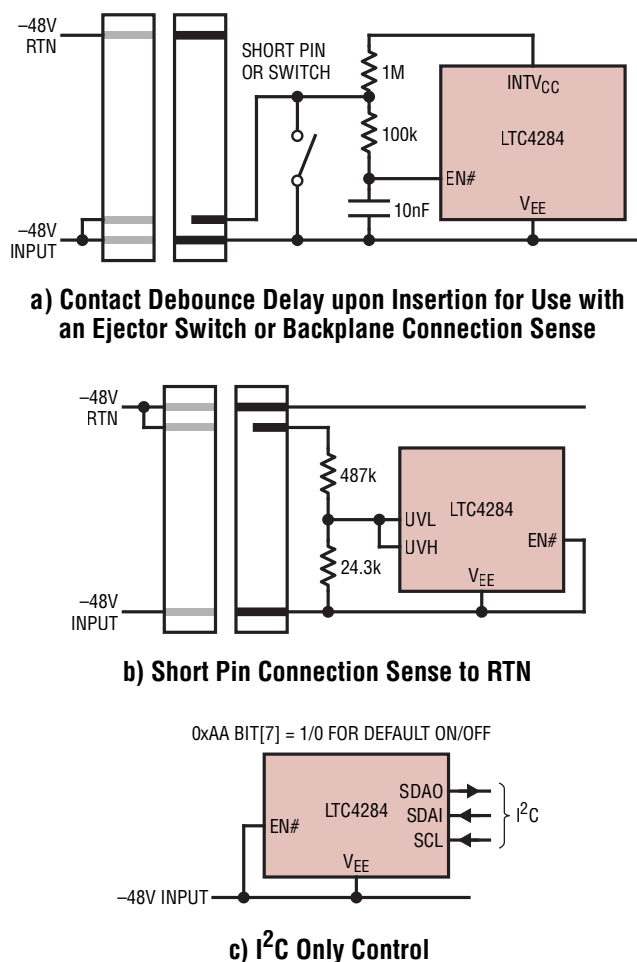 –48V
RTN
SHORT PIN
OR SWITCH
1M
INTVCC
100k
LTC4284
EN#
10nF
VEE
–48V
INPUT
a) Contact Debounce Delay upon Insertion for Use with
an Ejector Switch or Backplane Connection Sense
–48V
RTN
487k
LTC4284
UVL
UVH
EN#
24.3k
VEE
–48V
INPUT
b) Short Pin Connection Sense to RTN
0xAA BIT[7] = 1/0 FOR DEFAULT ON/OFF
SDAO
LTC4284
SDAI
I²C
EN#
SCL
VEE
–48V INPUT
c) I²C Only Control